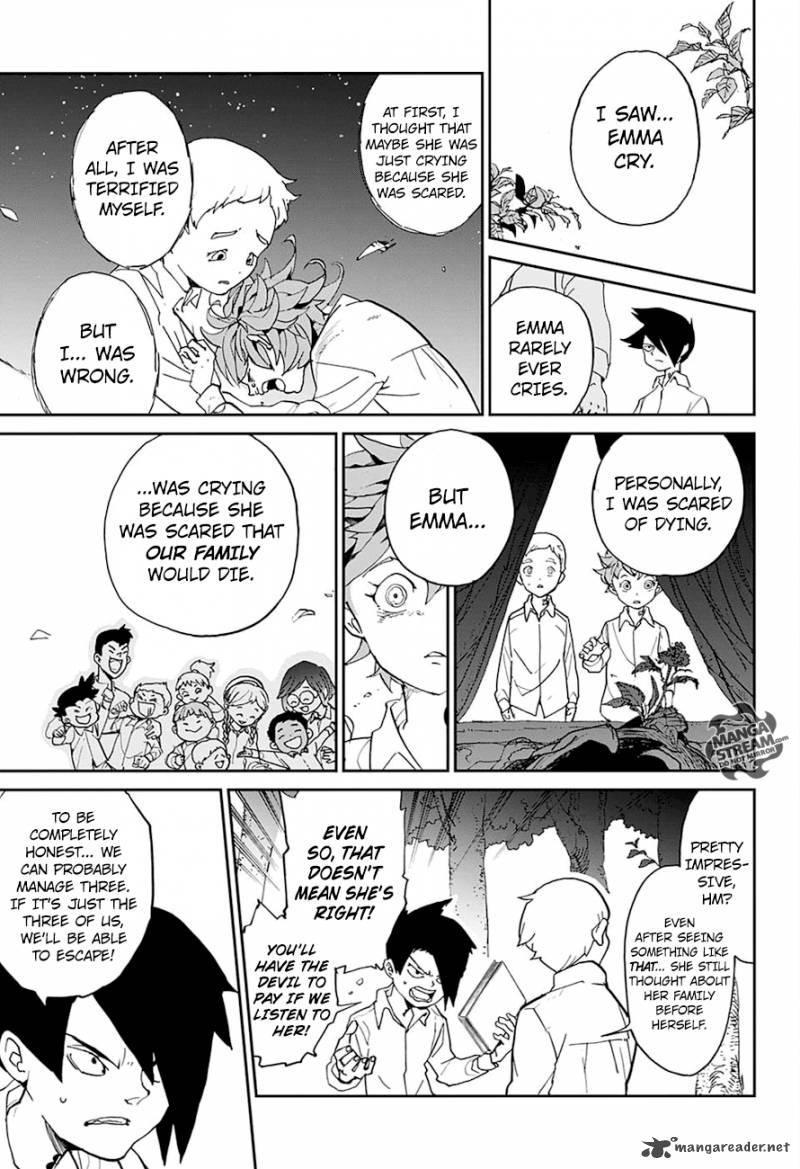 I SAW...
EMMA
CRY.
EMMA
RARELY
EVER
CRIES.
AT FIRST, I
THOUGHT THAT
MAYBE SHE WAS
JUST CRYING
BECAUSE SHE
WAS SCARED.
AFTER
ALL, I WAS
TERRIFIED
MYSELF.
BUT
I... WAS
WRONG.
PERSONALLY,
I WAS SCARED
OF DYING.
BUT
EMMA...
...WAS CRYING
BECAUSE SHE
WAS SCARED THAT
OUR FAMILY
WOULD DIE.
MANGA
STREAM.com
DO NOT MIRROR
PRETTY
IMPRES-
SIVE,
HM?
EVEN
AFTER SEEING
SOMETHING LIKE
THAT... SHE STILL
THOUGHT ABOUT
HER FAMILY
BEFORE
HERSELF.
EVEN
SO, THAT
DOESN'T
MEAN SHE'S
RIGHT!
YOU'LL
HAVE THE
DEVIL TO
PAY IF WE
LISTEN TO
HER!
TO BE
COMPLETELY
HONEST... WE
CAN PROBABLY
MANAGE THREE.
IF IT'S JUST THE
THREE OF US,
WE'LL BE ABLE
TO ESCAPE!
mangareader.net